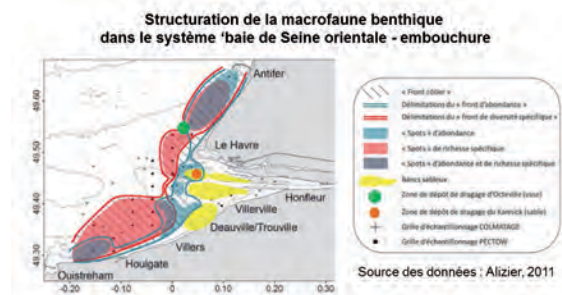 Structuration de la macrofaune benthique
dans le système 'baie de Seine orientale - embouchure
Antifer
Le Havre
Honfleur
Villerville
Deauville/Trouville
Villers
Houlgate
Ouistreham
49.60
49.50
49.40
49.30
-0.20
-0.10
0
0.10
0.20
0.30
« Front côtier »
Délimitations du « front d'abondance »
Délimitations du « front de diversité spécifique »
« Spots » d'abondance
« Spots » de richesse spécifique
« Spots » d'abondance et de richesse spécifique
Bancs sableux
Zone de dépôt de dragage d'Octeville (vase)
Zone de dépôt de dragage du Kannick (sable)
Grille d'échantillonnage COLMATAGE
Grille d'échantillonnage PECTOW
Source des données : Alizier, 2011